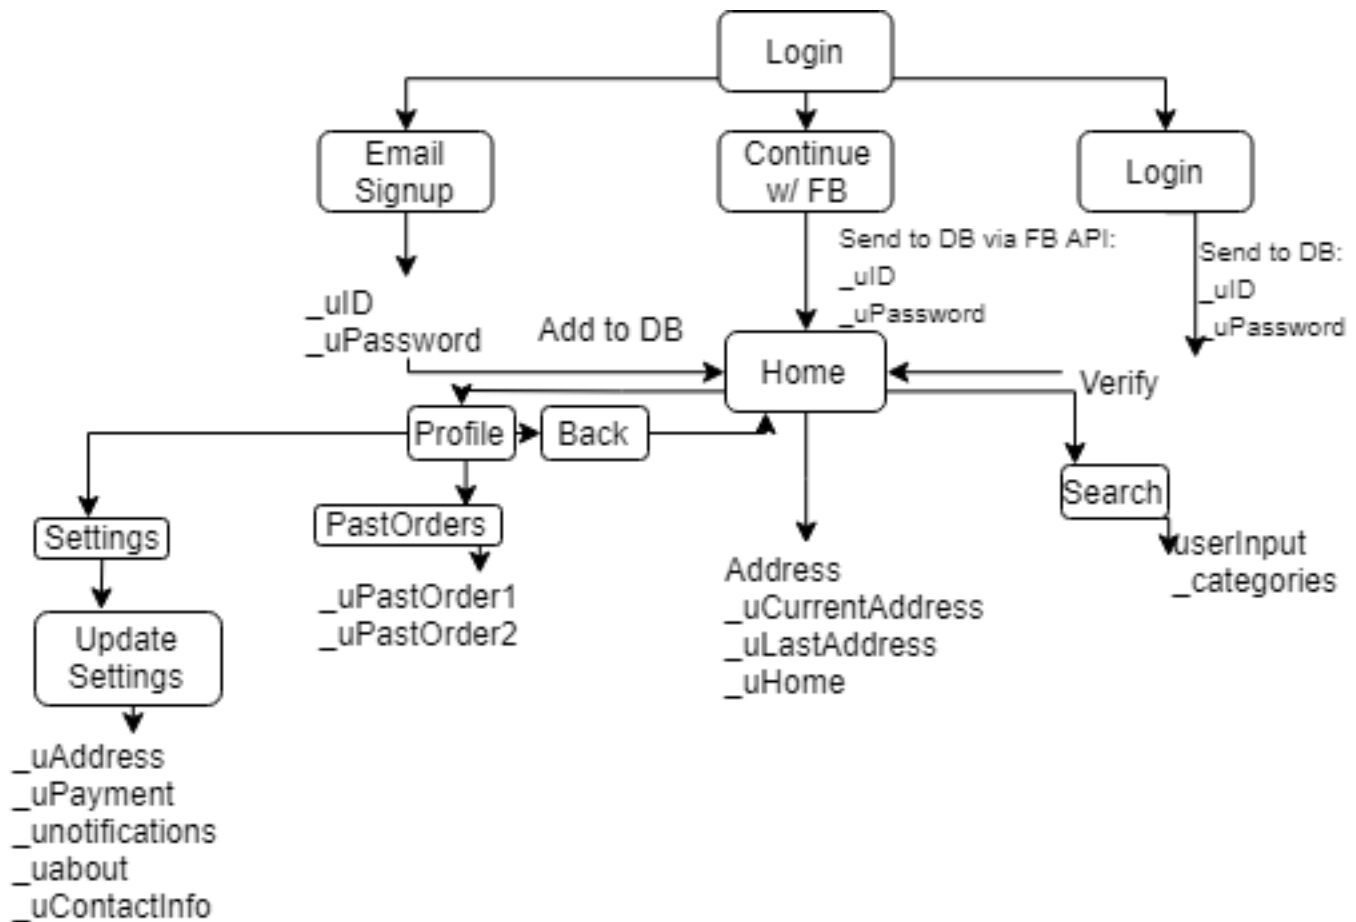 Login
Email
Signup
Continue
w/ FB
Login
Send to DB via FB API:
_uID
_uPassword
Send to DB:
_uID
_uPassword
_uID
_uPassword
Add to DB
Home
Verify
Profile
Back
Search
userInput
_categories
Settings
PastOrders
_uPastOrder1
_uPastOrder2
Address
_uCurrentAddress
_uLastAddress
_uHome
Update
Settings
_uAddress
_uPayment
_unotifications
_uabout
_uContactInfo